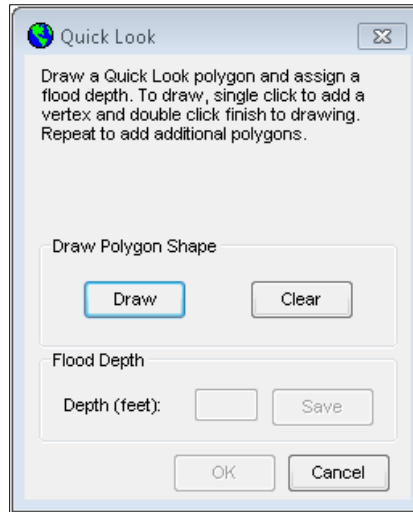 Quick Look
Draw a Quick Look polygon and assign a
flood depth. To draw, single click to add a
vertex and double click finish to drawing.
Repeat to add additional polygons.
Draw Polygon Shape
Draw Clear
Flood Depth
Depth (feet): Save
OK Cancel